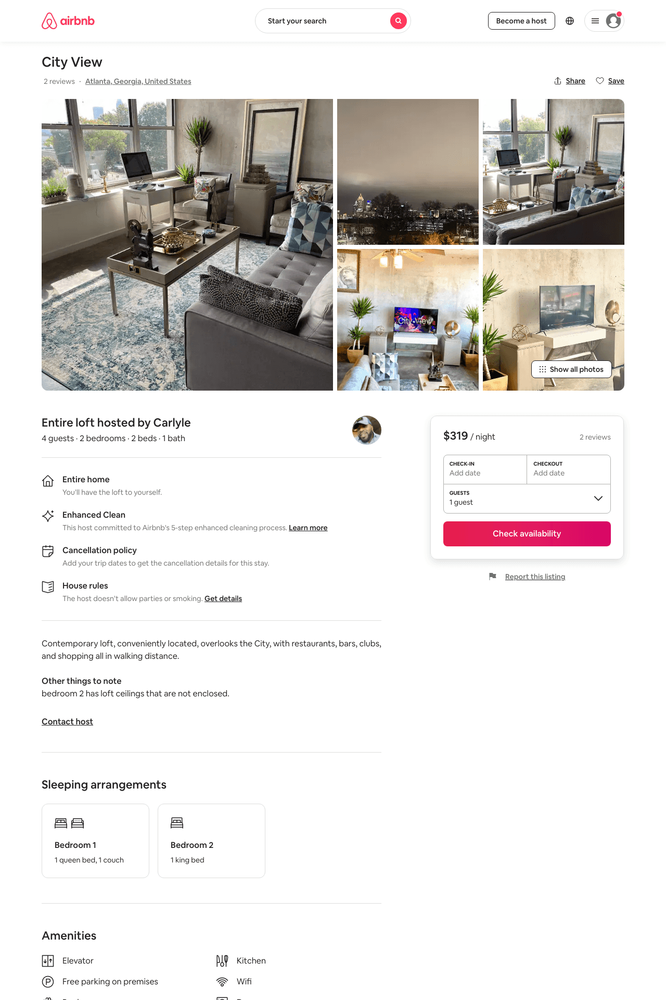 airbnb
Start your search
Become a host
City View
2 reviews · Atlanta, Georgia, United States
Share
Save
City View
Show all photos
Entire loft hosted by Carlyle
4 guests · 2 bedrooms · 2 beds · 1 bath
$319 / night
2 reviews
CHECK-IN
Add date
CHECKOUT
Add date
GUESTS
1 guest
Check availability
Report this listing
Entire home
You’ll have the loft to yourself.
Enhanced Clean
This host committed to Airbnb's 5-step enhanced cleaning process. Learn more
Cancellation policy
Add your trip dates to get the cancellation details for this stay.
House rules
The host doesn’t allow parties or smoking. Get details
Contemporary loft, conveniently located, overlooks the City, with restaurants, bars, clubs,
and shopping all in walking distance.
Other things to note
bedroom 2 has loft ceilings that are not enclosed.
Contact host
Sleeping arrangements
Bedroom 1
1 queen bed, 1 couch
Bedroom 2
1 king bed
Amenities
Elevator
Kitchen
Free parking on premises
Wifi